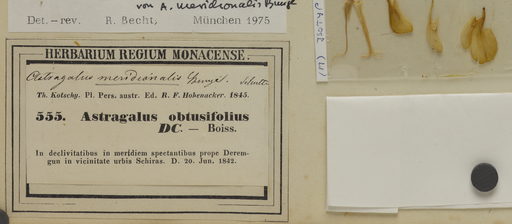 von A. meridionalis Bunge
Det.-rev. R. Becht, München 1975
HERBARIUM REGIUM MONACENSE.
Astragalus meridionalis Bunge.
Th. Kotschy. Pl. Pers. austr. Ed. R. F. Hohenacker. 1845.
555. Astragalus obtusifolius
DC. — Boiss.
In declivitatibus in meridiem spectantibus prope Derem-
gun in vicinitate urbis Schiras. D. 20. Jun. 1842.